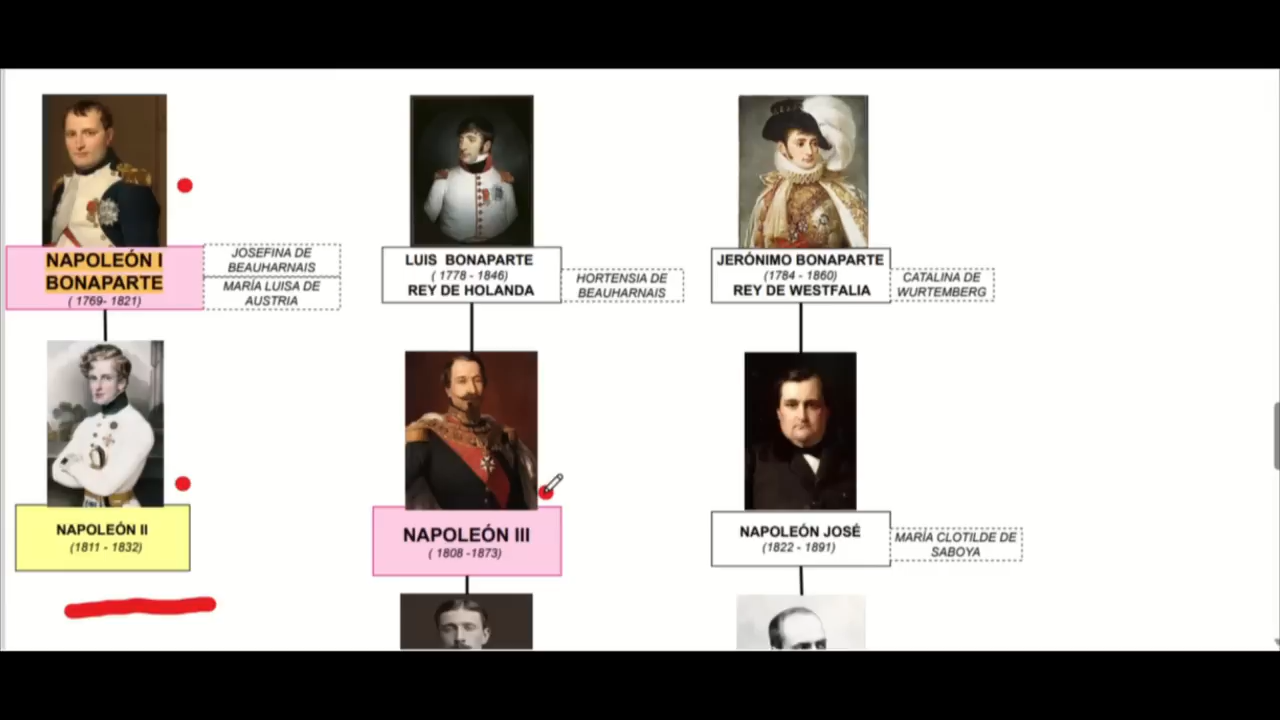 NAPOLEÓN I
BONAPARTE
( 1769- 1821)
JOSEFINA DE
BEAUHARNAIS
MARÍA LUISA DE
AUSTRIA
LUIS BONAPARTE
( 1778 - 1846)
REY DE HOLANDA
HORTENSIA DE
BEAUHARNAIS
JERÓNIMO BONAPARTE
(1784 - 1860)
REY DE WESTFALIA
CATALINA DE
WURTEMBERG
NAPOLEÓN II
(1811 - 1832)
NAPOLEÓN III
( 1808 -1873)
NAPOLEÓN JOSÉ
(1822 - 1891)
MARÍA CLOTILDE DE
SABOYA